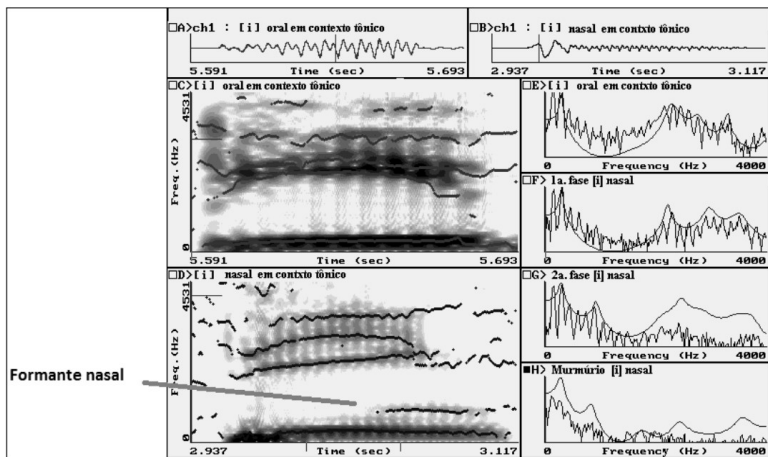 □A>ch1 : [i] oral em contexto tônico
5.591 Time (sec) 5.693
□B>ch1 : [i] nasal em contexto tônico
2.937 Time (sec) 3.117
□C>[i] oral em contexto tônico
4531
Freq.(Hz)
0
5.591 Time (sec) 5.693
□D>[i] nasal em contxto tônico
4531
Freq.(Hz)
0
2.937 Time (sec) 3.117
Formante nasal
□E>[i] oral em contexto tônico
0 Frequency (Hz) 4000
□F> 1a. fase [i] nasal
0 Frequency (Hz) 4000
□G> 2a. fase [i] nasal
0 Frequency (Hz) 4000
■H> Murmúrio [i] nasal
0 Frequency (Hz) 4000